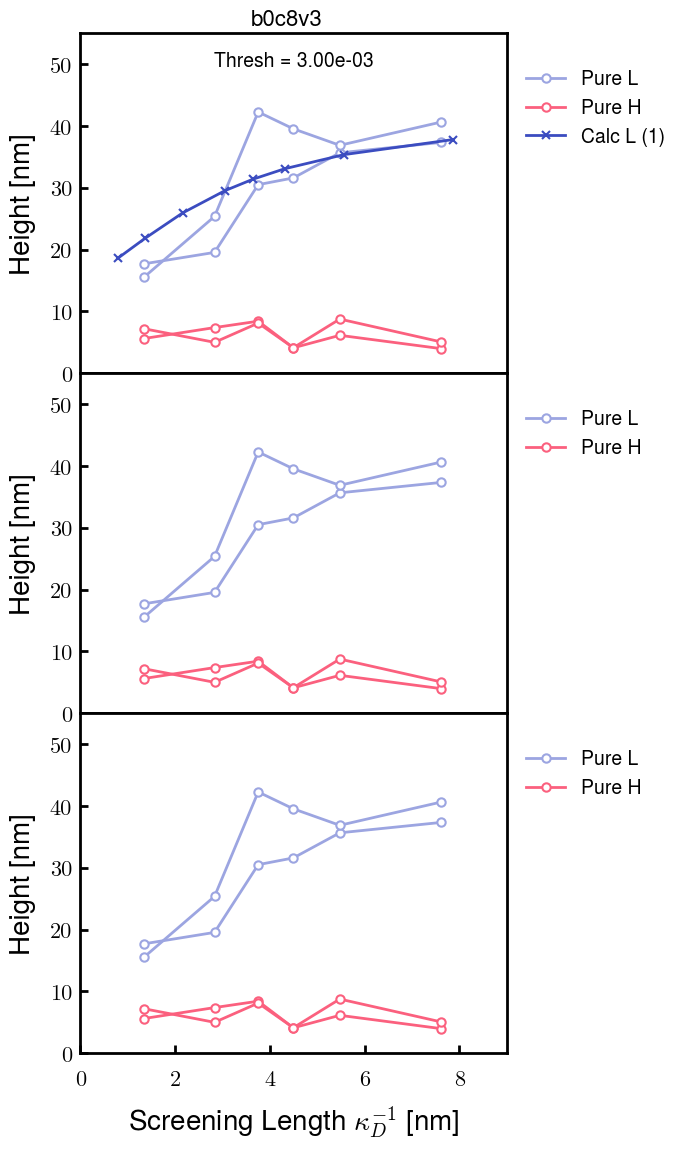 b0c8v3
Thresh = 3.00e-03
50
40
30
20
10
0
Height [nm]
Pure L
Pure H
Calc L (1)
50
40
30
20
10
0
Height [nm]
Pure L
Pure H
50
40
30
20
10
0
Height [nm]
Pure L
Pure H
0 2 4 6 8
Screening Length κ_D^{-1} [nm]